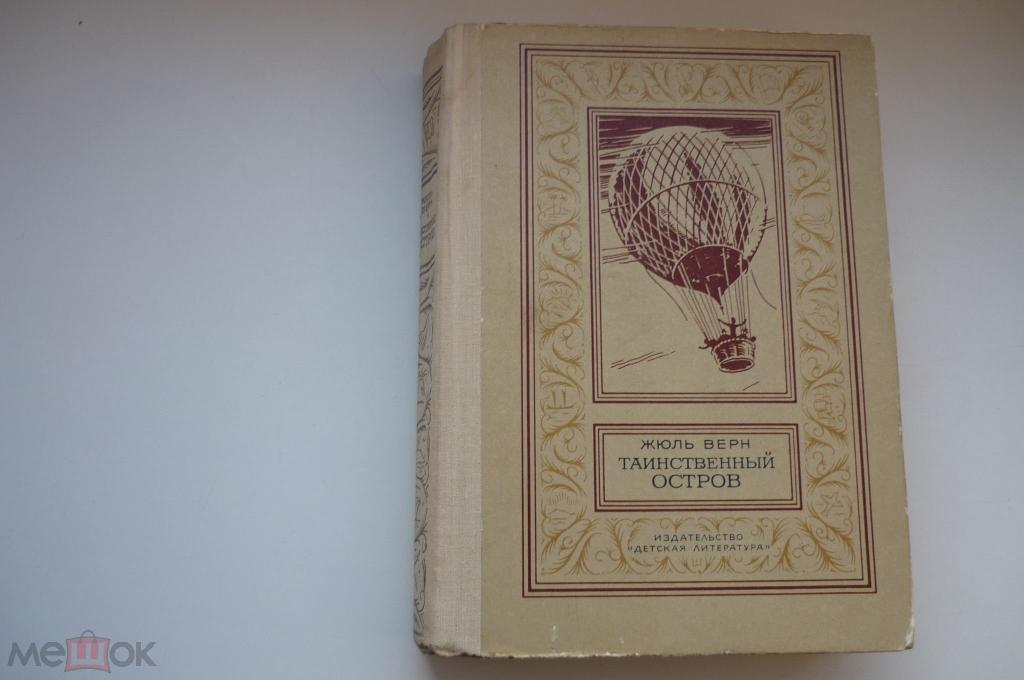 ЖЮЛЬ ВЕРН
ТАИНСТВЕННЫЙ
ОСТРОВ
ИЗДАТЕЛЬСТВО
"ДЕТСКАЯ ЛИТЕРАТУРА"
мешок